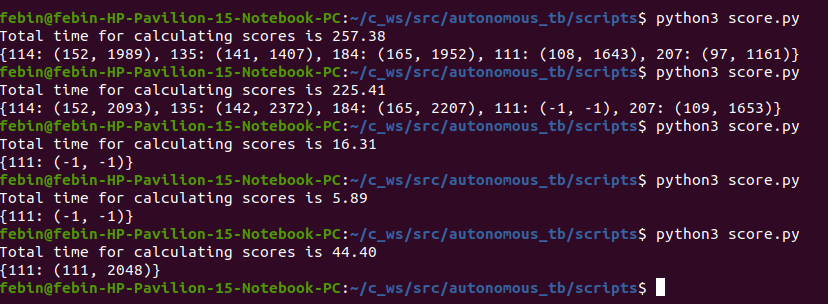 febin@febin-HP-Pavilion-15-Notebook-PC:~/c_ws/src/autonomous_tb/scripts$ python3 score.py
Total time for calculating scores is 257.38
{114: (152, 1989), 135: (141, 1407), 184: (165, 1952), 111: (108, 1643), 207: (97, 1161)}
febin@febin-HP-Pavilion-15-Notebook-PC:~/c_ws/src/autonomous_tb/scripts$ python3 score.py
Total time for calculating scores is 225.41
{114: (152, 2093), 135: (142, 2372), 184: (165, 2207), 111: (-1, -1), 207: (109, 1653)}
febin@febin-HP-Pavilion-15-Notebook-PC:~/c_ws/src/autonomous_tb/scripts$ python3 score.py
Total time for calculating scores is 16.31
{111: (-1, -1)}
febin@febin-HP-Pavilion-15-Notebook-PC:~/c_ws/src/autonomous_tb/scripts$ python3 score.py
Total time for calculating scores is 5.89
{111: (-1, -1)}
febin@febin-HP-Pavilion-15-Notebook-PC:~/c_ws/src/autonomous_tb/scripts$ python3 score.py
Total time for calculating scores is 44.40
{111: (111, 2048)}
febin@febin-HP-Pavilion-15-Notebook-PC:~/c_ws/src/autonomous_tb/scripts$